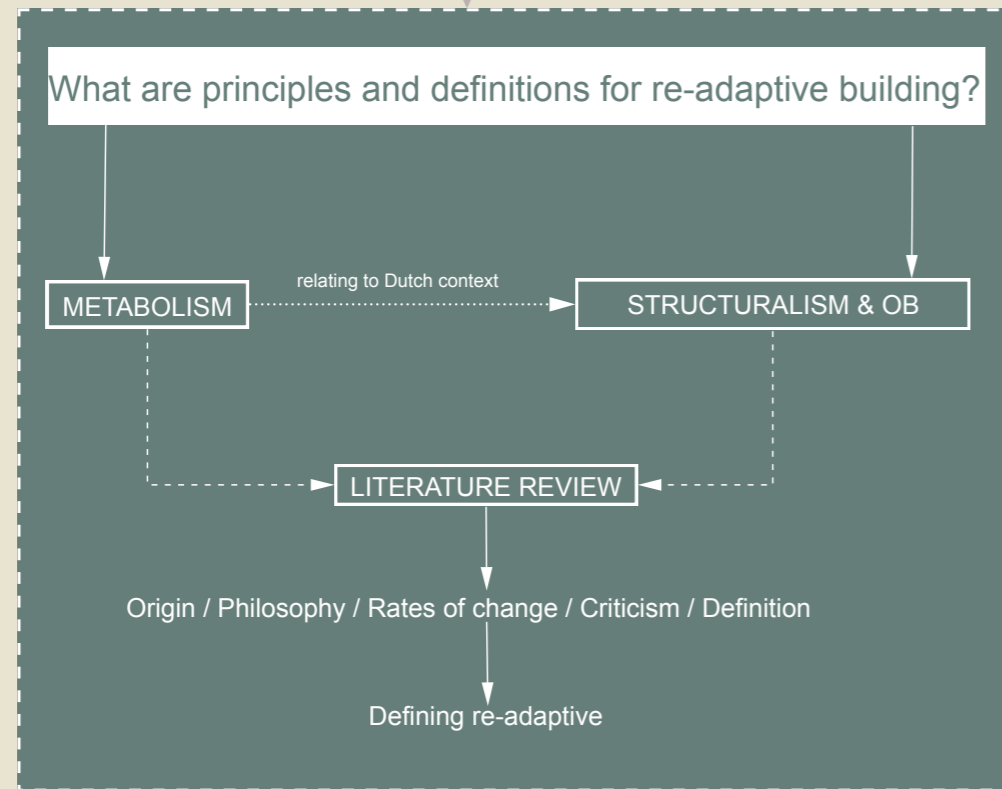 What are principles and definitions for re-adaptive building?
relating to Dutch context
METABOLISM
STRUCTURALISM & OB
LITERATURE REVIEW
Origin / Philosophy / Rates of change / Criticism / Definition
Defining re-adaptive